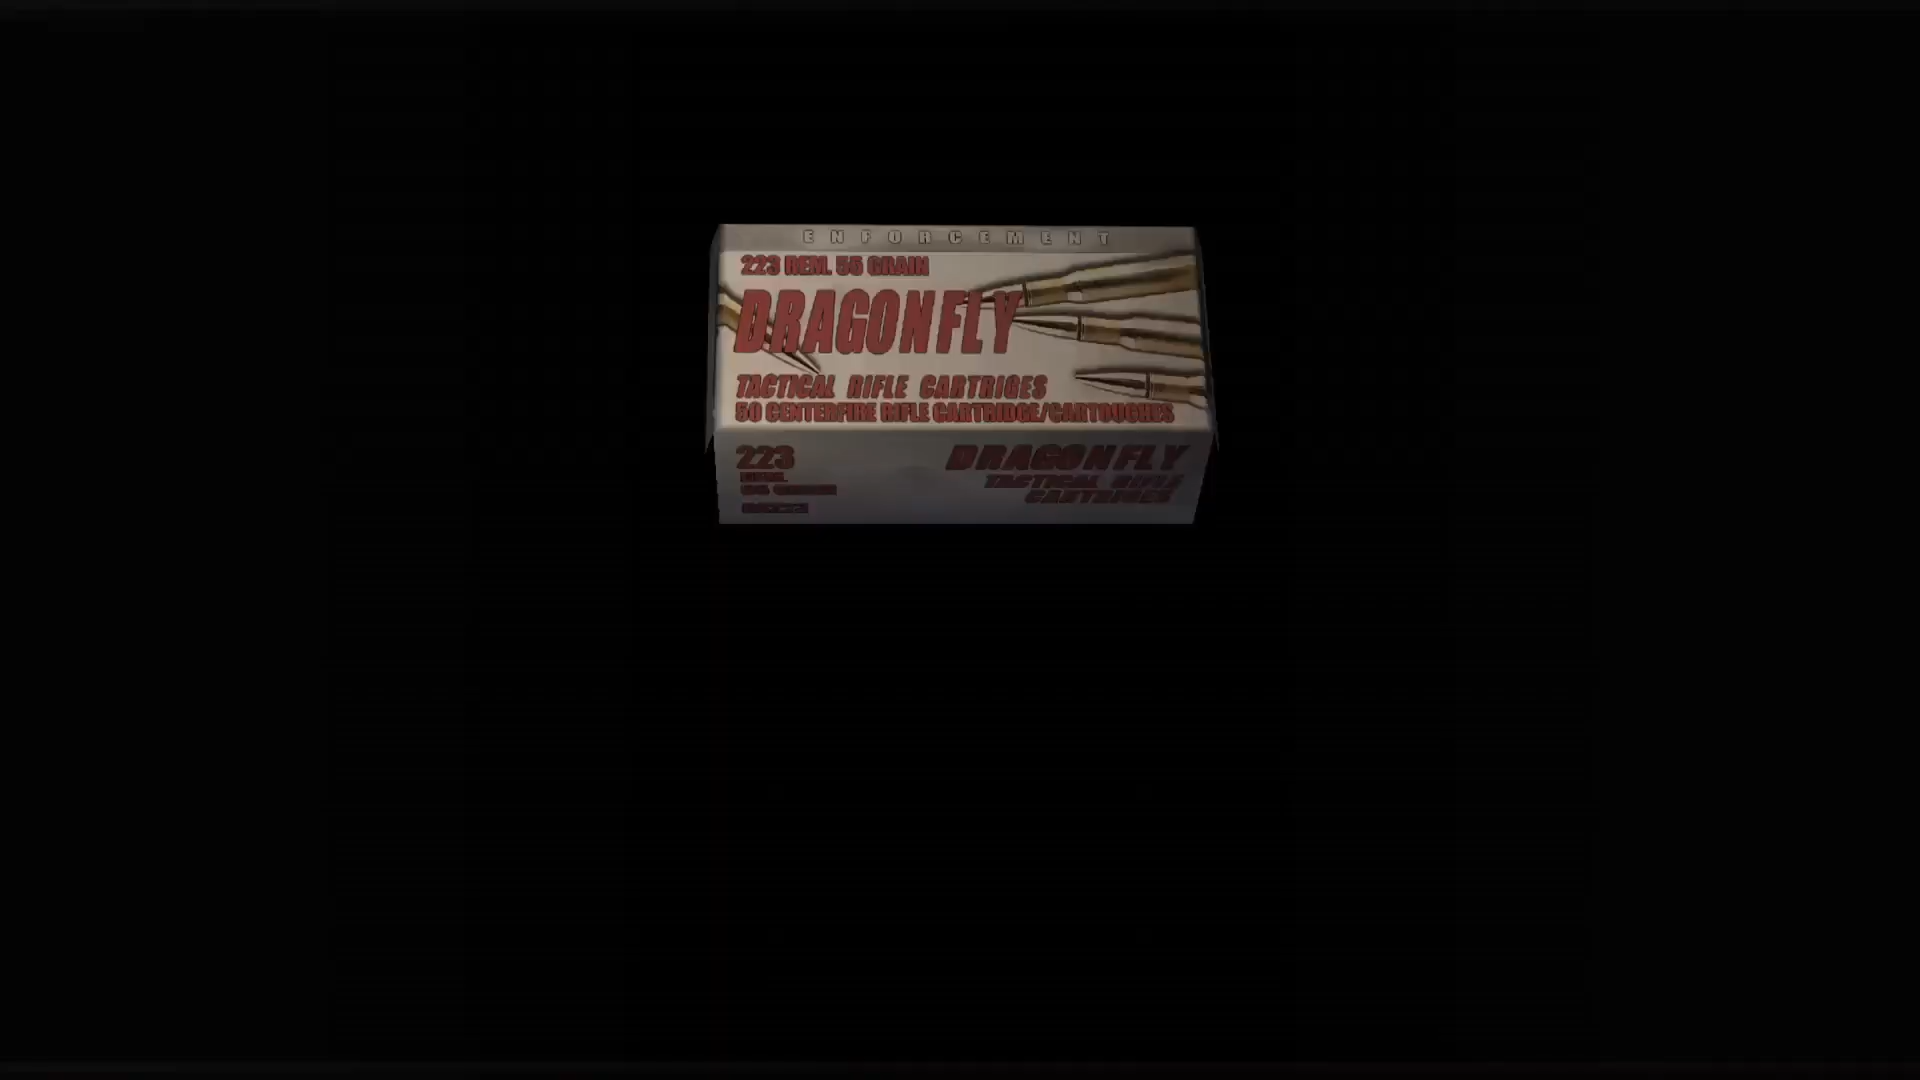 ENFORCEMENT
223 REM. 55 GRAIN
DRAGONFLY
TACTICAL RIFLE CARTRIGES
50 CENTERFIRE RIFLE CARTRIDGE/CARTOUCHES
223
DRAGONFLY
TACTICAL RIFLE
CARTRIGES